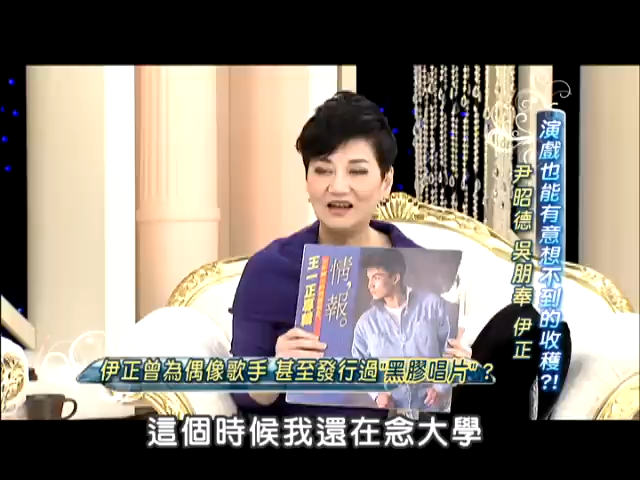 演戲也能有意想不到的收穫?!
尹昭德 吳朋奉 伊正
情,報。
王一正專輯
伊正曾為偶像歌手 甚至發行過"黑膠唱片"?
這個時候我還在念大學